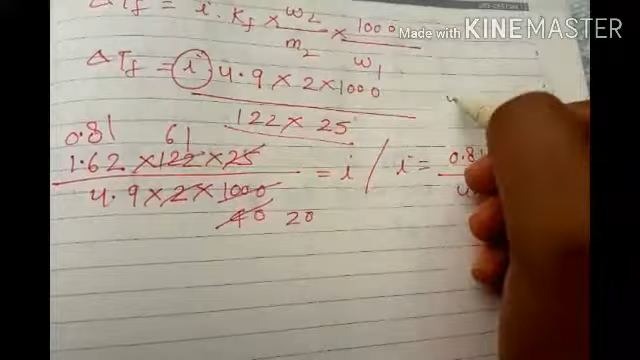 Made with KINEMASTER
ΔTf = i · Kf × w2/m2 × 1000/w1
ΔTf = i 4.9 × 2 × 1000
122 × 25
0.81 61
1.62 × 122 × 25
4.9 × 2 × 1000 = i / i = 0.81
40 20